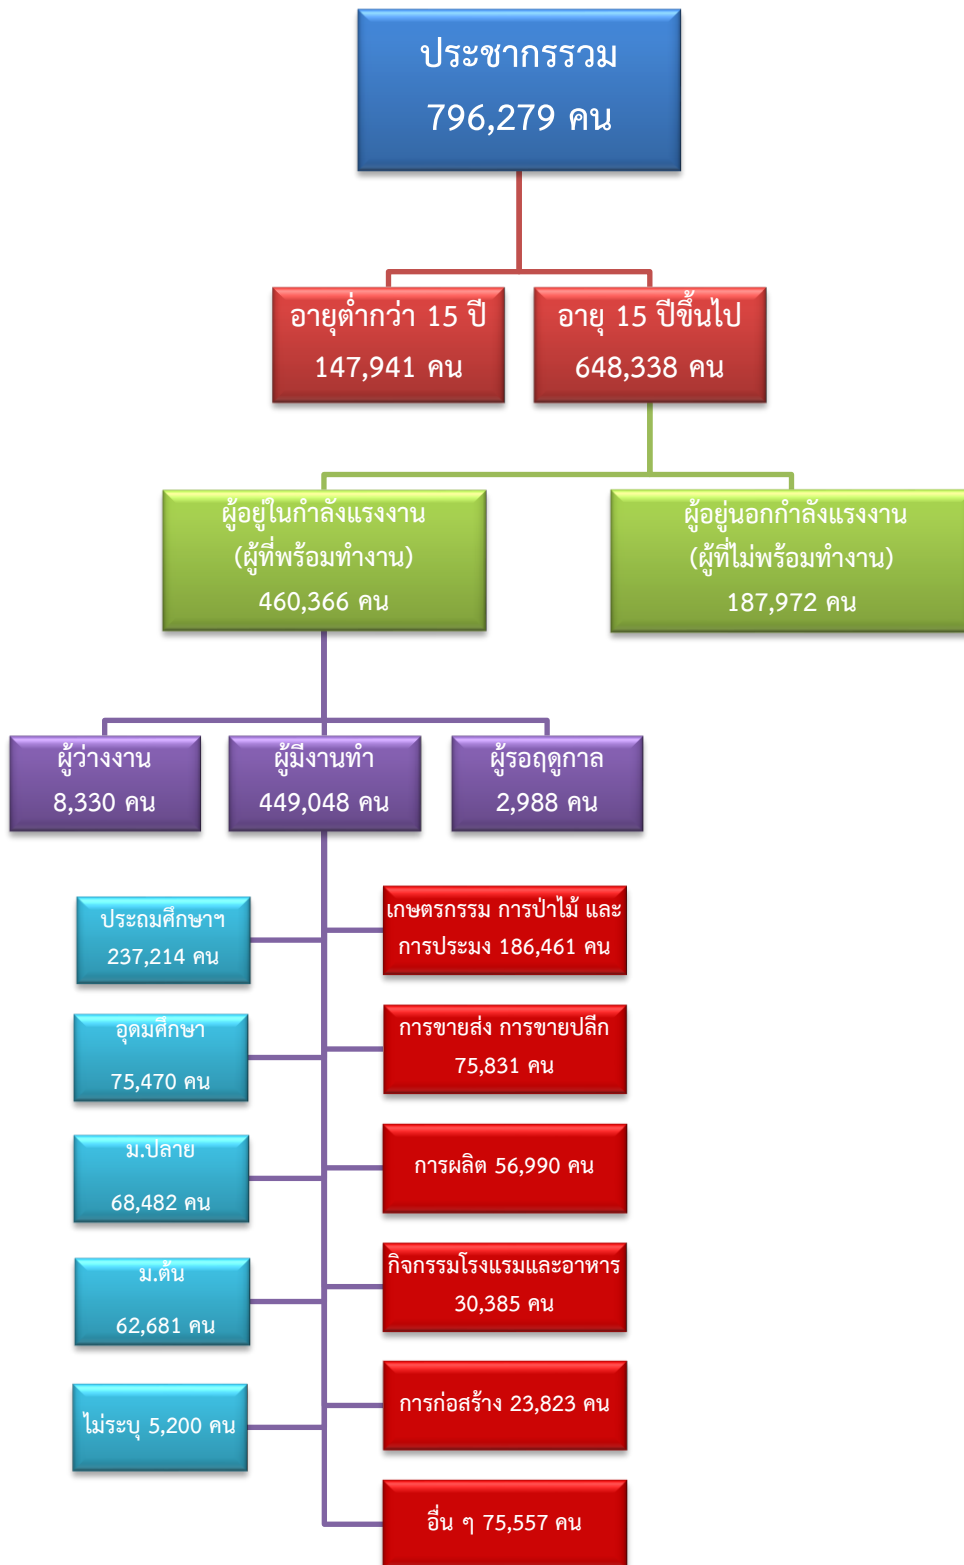 ประชากรรวม
796,279 คน
อายุต่ำกว่า 15 ปี
147,941 คน
อายุ 15 ปีขึ้นไป
648,338 คน
ผู้อยู่ในกำลังแรงงาน
(ผู้ที่พร้อมทำงาน)
460,366 คน
ผู้อยู่นอกกำลังแรงงาน
(ผู้ที่ไม่พร้อมทำงาน)
187,972 คน
ผู้ว่างงาน
8,330 คน
ผู้มีงานทำ
449,048 คน
ผู้รอฤดูกาล
2,988 คน
ประถมศึกษาฯ
237,214 คน
อุดมศึกษา
75,470 คน
ม.ปลาย
68,482 คน
ม.ต้น
62,681 คน
ไม่ระบุ 5,200 คน
เกษตรกรรม การป่าไม้ และ
การประมง 186,461 คน
การขายส่ง การขายปลีก
75,831 คน
การผลิต 56,990 คน
กิจกรรมโรงแรมและอาหาร
30,385 คน
การก่อสร้าง 23,823 คน
อื่น ๆ 75,557 คน